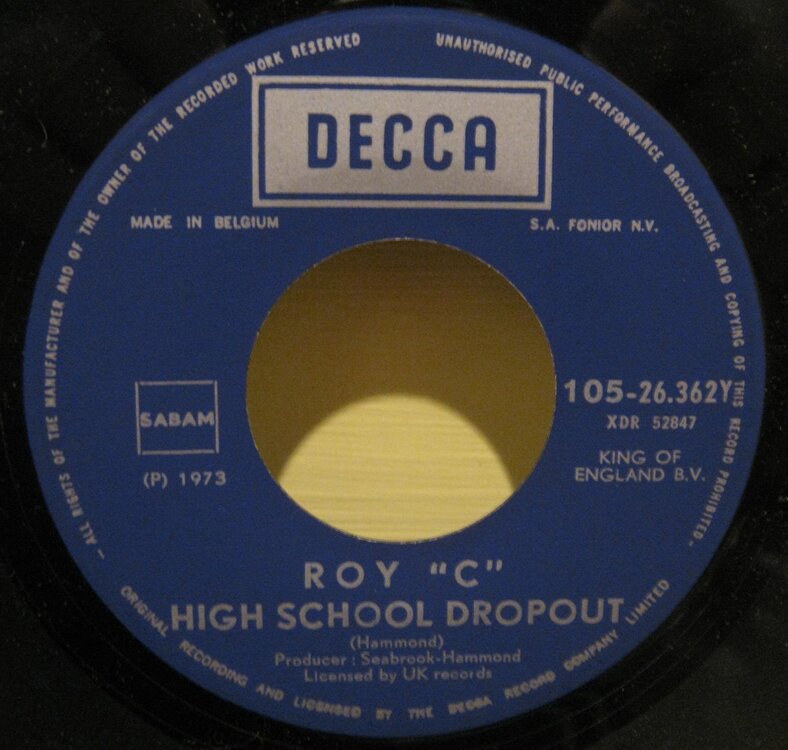 — ALL RIGHTS OF THE MANUFACTURER AND OF THE OWNER OF THE RECORDED WORK RESERVED
UNAUTHORISED PUBLIC PERFORMANCE BROADCASTING AND COPYING OF THIS RECORD PROHIBITED -
DECCA
MADE IN BELGIUM
S.A. FONIOR N.V.
105-26.362Y
XDR 52847
SABAM
KING OF
ENGLAND B.V.
(P) 1973
ROY "C"
HIGH SCHOOL DROPOUT
(Hammond)
Producer : Seabrook-Hammond
Licensed by UK records
ORIGINAL RECORDING AND LICENSED BY THE DECCA RECORD COMPANY LIMITED